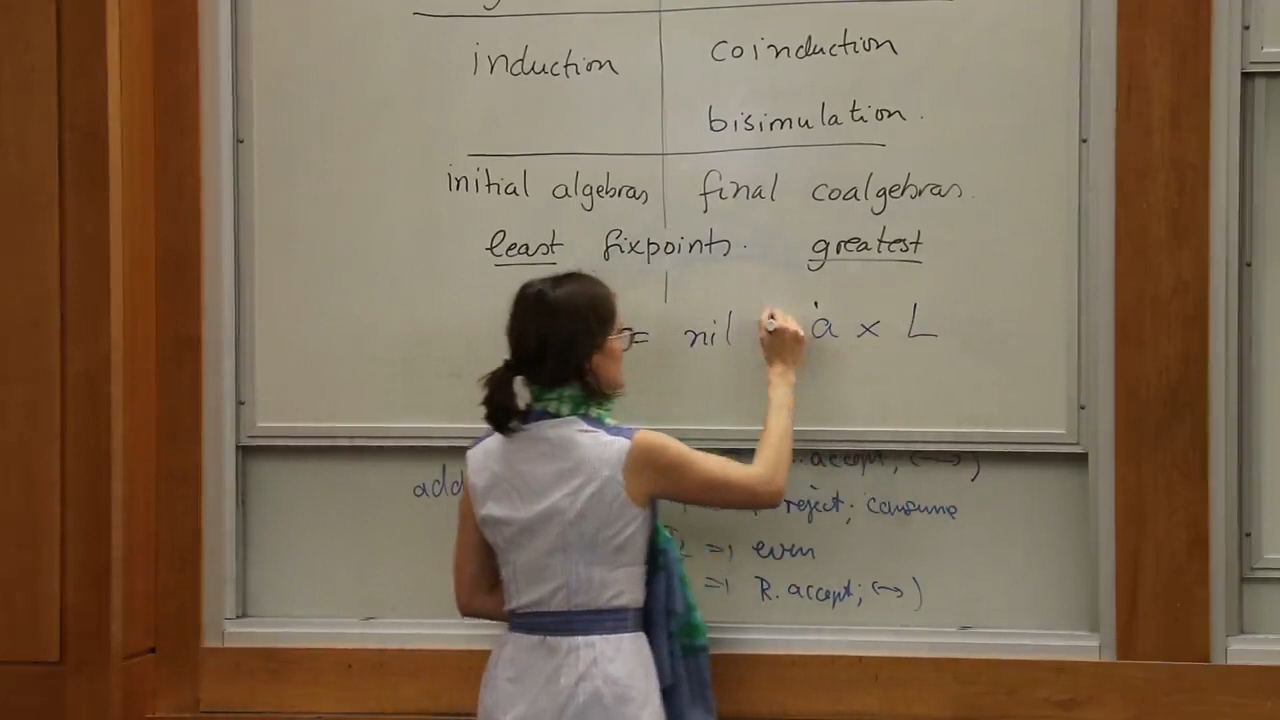 induction coinduction
bisimulation.
initial algebras final coalgebras.
least fixpoints. greatest
= nil 'a × L
add accept; (↔)
reject; consume
=> even
=> R.accept; (↔)